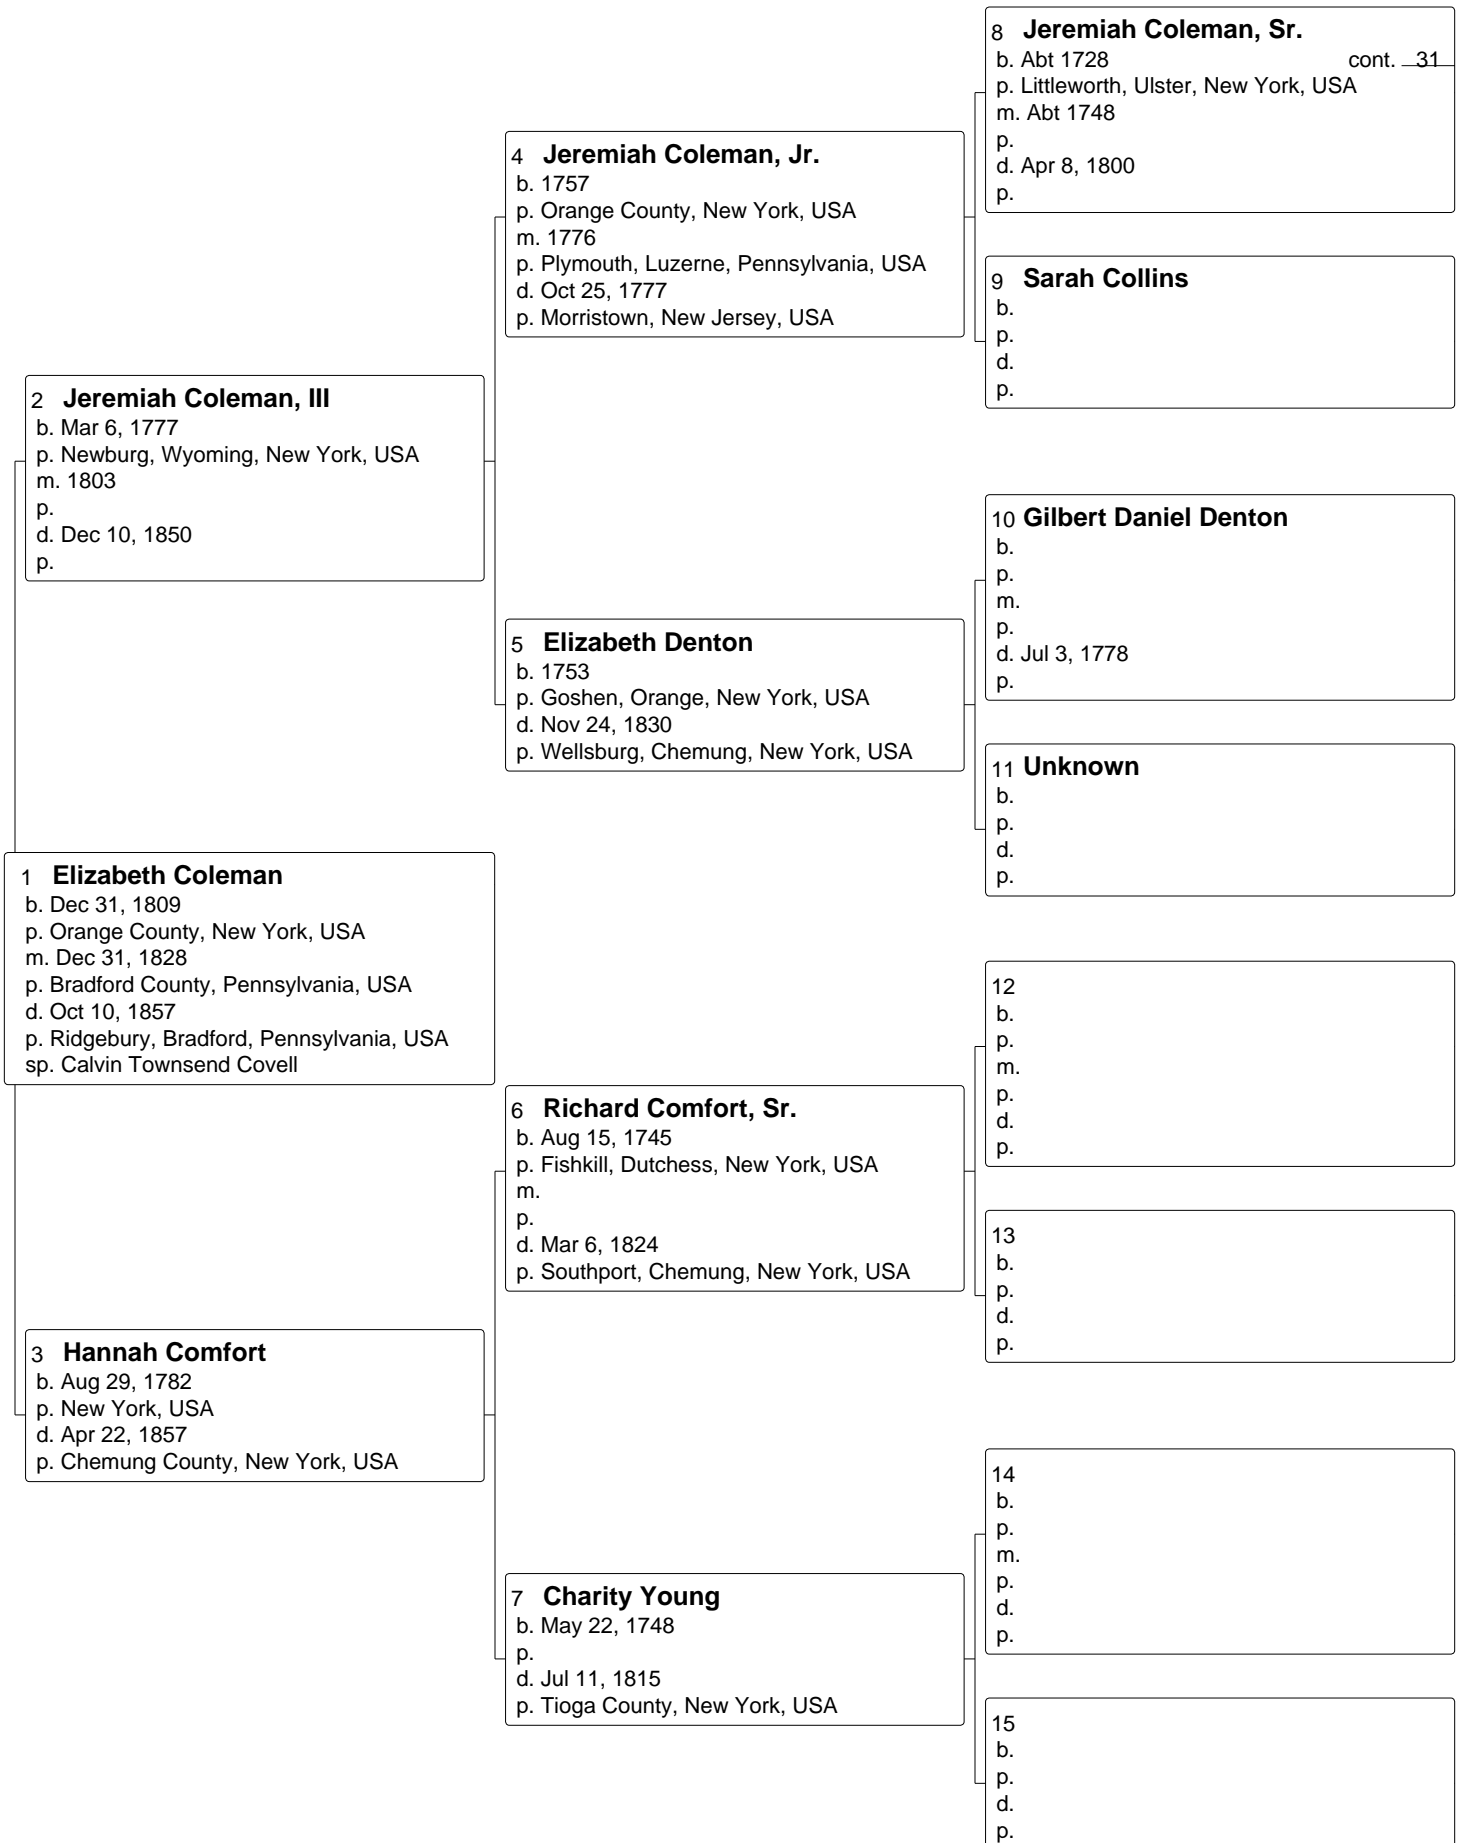 8 Jeremiah Coleman, Sr.
b. Abt 1728 cont. 31
p. Littleworth, Ulster, New York, USA
m. Abt 1748
p.
d. Apr 8, 1800
p.
4 Jeremiah Coleman, Jr.
b. 1757
p. Orange County, New York, USA
m. 1776
p. Plymouth, Luzerne, Pennsylvania, USA
d. Oct 25, 1777
p. Morristown, New Jersey, USA
9 Sarah Collins
b.
p.
d.
p.
2 Jeremiah Coleman, III
b. Mar 6, 1777
p. Newburg, Wyoming, New York, USA
m. 1803
p.
d. Dec 10, 1850
p.
10 Gilbert Daniel Denton
b.
p.
m.
p.
d. Jul 3, 1778
p.
5 Elizabeth Denton
b. 1753
p. Goshen, Orange, New York, USA
d. Nov 24, 1830
p. Wellsburg, Chemung, New York, USA
11 Unknown
b.
p.
d.
p.
1 Elizabeth Coleman
b. Dec 31, 1809
p. Orange County, New York, USA
m. Dec 31, 1828
p. Bradford County, Pennsylvania, USA
d. Oct 10, 1857
p. Ridgebury, Bradford, Pennsylvania, USA
sp. Calvin Townsend Covell
12
b.
p.
m.
p.
d.
p.
6 Richard Comfort, Sr.
b. Aug 15, 1745
p. Fishkill, Dutchess, New York, USA
m.
p.
d. Mar 6, 1824
p. Southport, Chemung, New York, USA
13
b.
p.
d.
p.
3 Hannah Comfort
b. Aug 29, 1782
p. New York, USA
d. Apr 22, 1857
p. Chemung County, New York, USA
14
b.
p.
m.
p.
d.
p.
7 Charity Young
b. May 22, 1748
p.
d. Jul 11, 1815
p. Tioga County, New York, USA
15
b.
p.
d.
p.